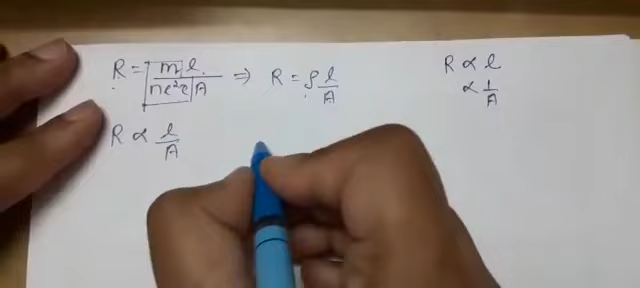 R = m l / ne²τ A ⇒ R = ρ l / A
R ∝ l / A
R ∝ l
∝ 1 / A